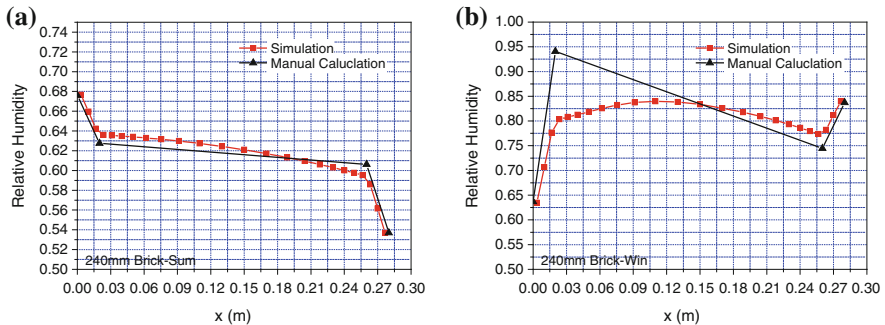 (a)
0.74
0.72
0.70
0.68
0.66
0.64
0.62
0.60
0.58
0.56
0.54
0.52
0.50
Relative Humidity
Simulation
Manual Caluclation
240mm Brick-Sum
0.00 0.03 0.06 0.09 0.12 0.15 0.18 0.21 0.24 0.27 0.30
x (m)
(b)
1.00
0.95
0.90
0.85
0.80
0.75
0.70
0.65
0.60
0.55
0.50
Relative Humidity
Simulation
Manual Caluclation
240mm Brick-Win
0.00 0.03 0.06 0.09 0.12 0.15 0.18 0.21 0.24 0.27 0.30
x (m)